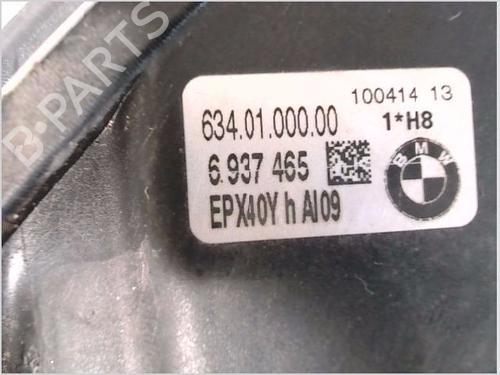 B-PARTS
100414 13
634.01.000.00 1*H8
6.937 465 BMW
EPX40Y h AI09